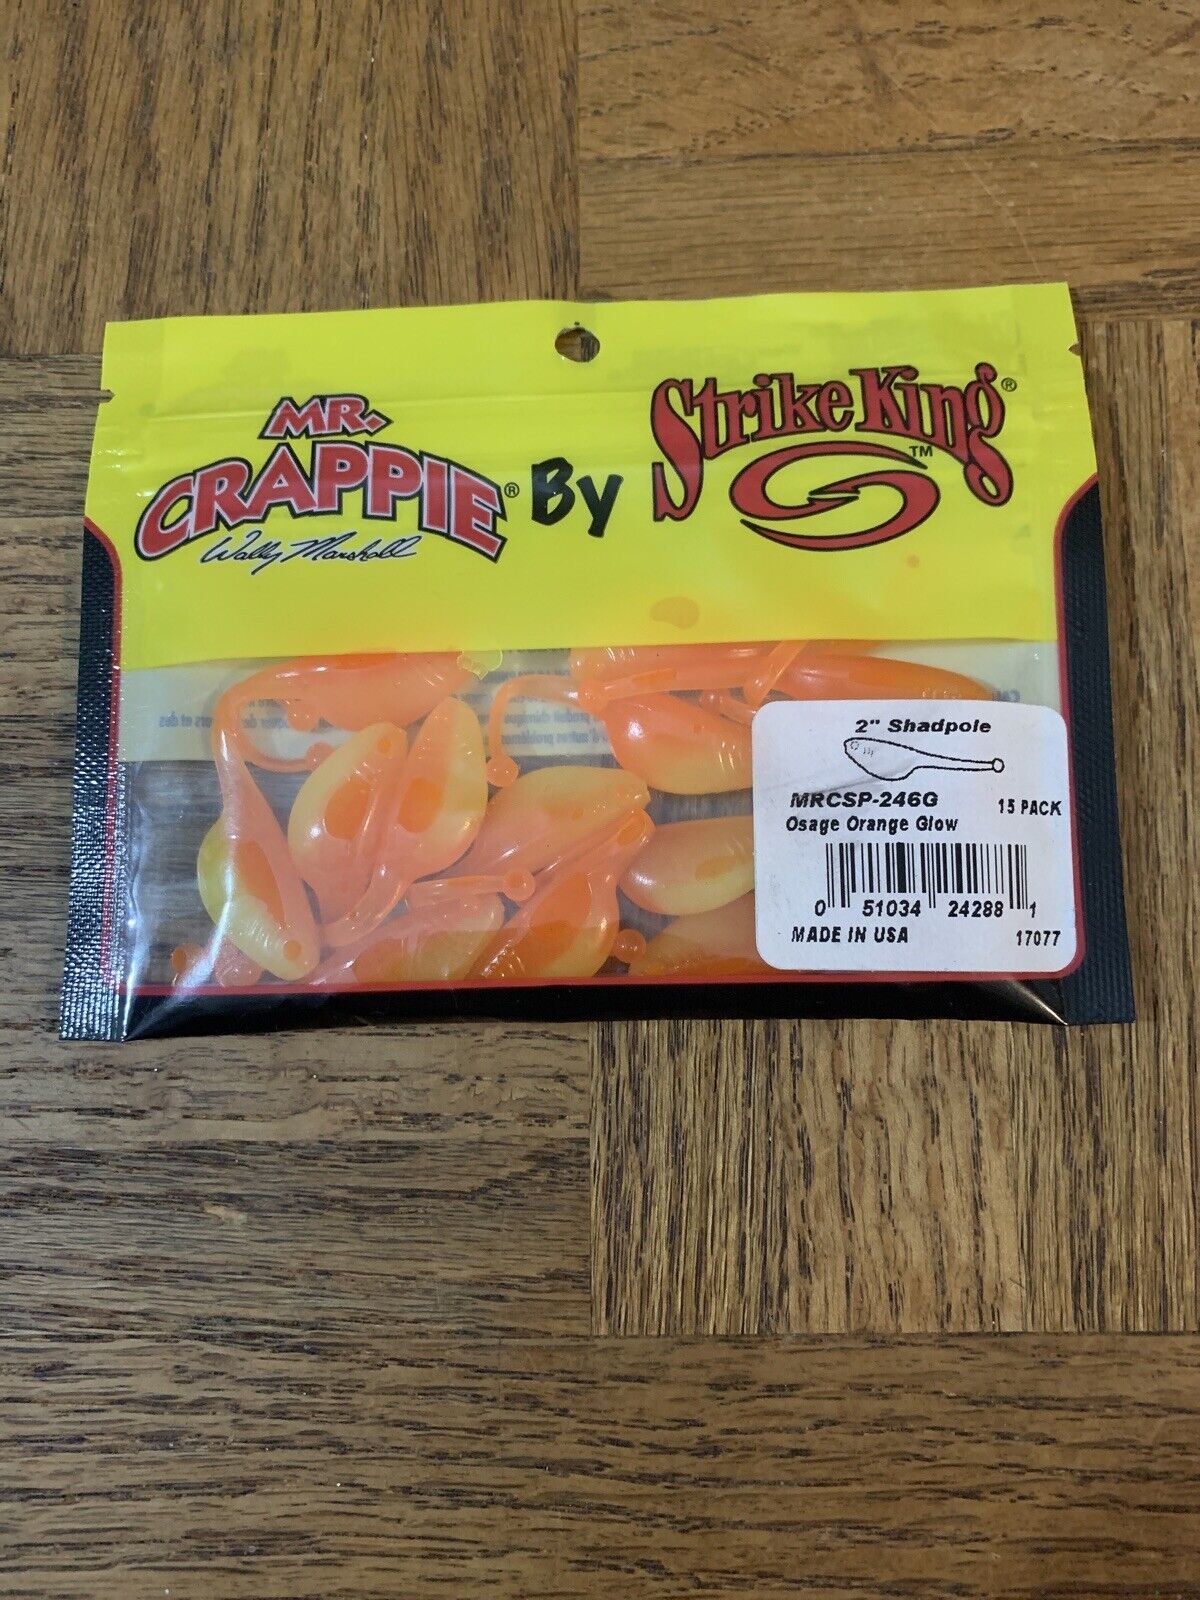 MR.
CRAPPIE®
Wally Marshall
By
Strike King®
TM
2" Shadpole
MRCSP-246G 15 PACK
Osage Orange Glow
0 51034 24288 1
MADE IN USA 17077